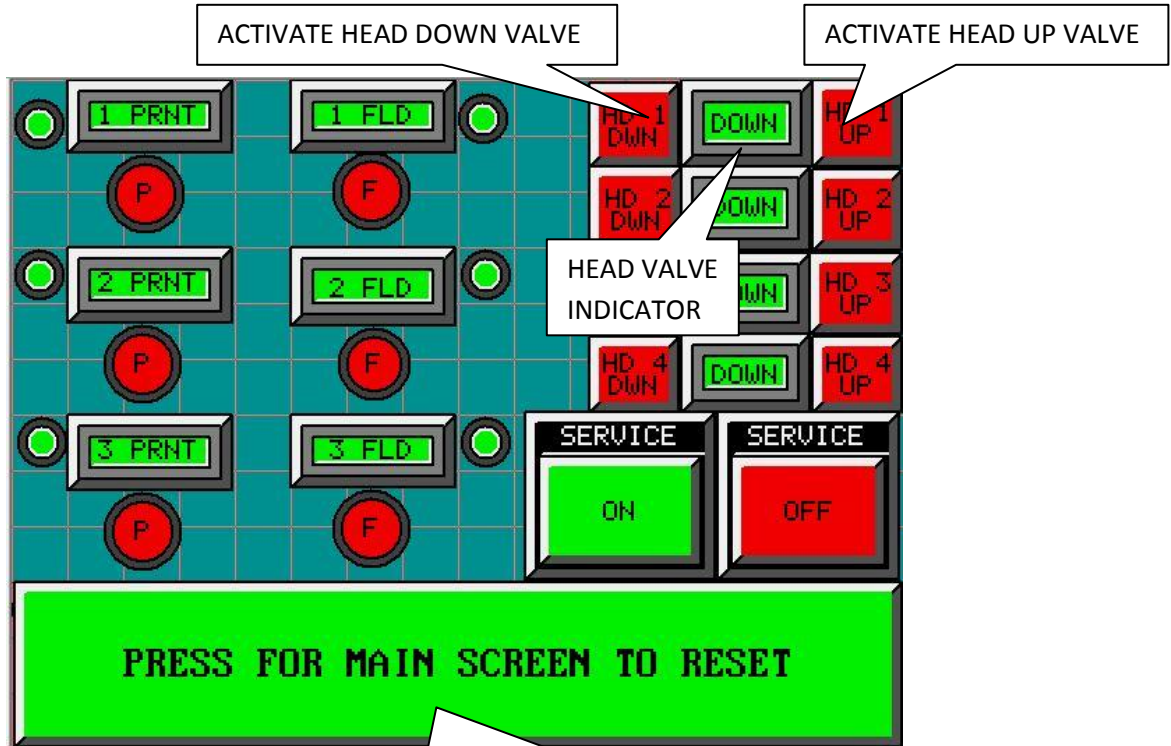 ACTIVATE HEAD DOWN VALVE
ACTIVATE HEAD UP VALVE
1 PRNT
1 FLD
HD 1
DWN
DOWN
HD 1
UP
P
F
HD 2
DWN
DOWN
HD 2
UP
HEAD VALVE
INDICATOR
2 PRNT
2 FLD
HD 3
UP
P
F
HD 4
DWN
DOWN
HD 4
UP
3 PRNT
3 FLD
SERVICE
ON
SERVICE
OFF
P
F
PRESS FOR MAIN SCREEN TO RESET